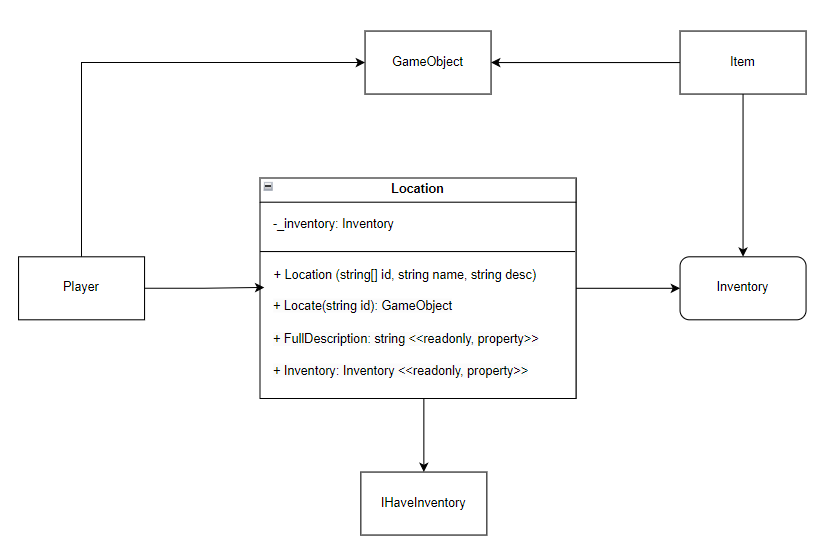 GameObject
Item
Location
-_inventory: Inventory
+ Location (string[] id, string name, string desc)
+ Locate(string id): GameObject
+ FullDescription: string <<readonly, property>>
+ Inventory: Inventory <<readonly, property>>
Player
Inventory
IHaveInventory